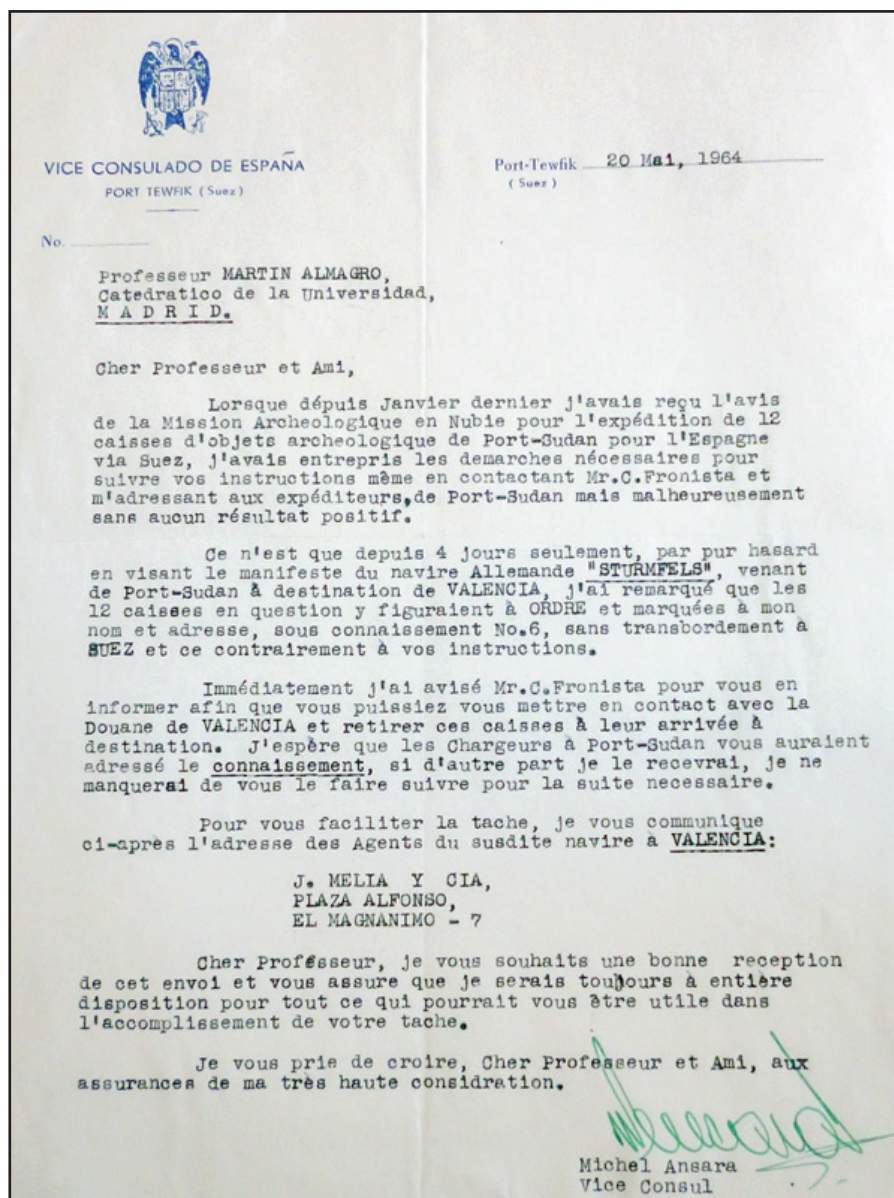 VICE CONSULADO DE ESPAÑA
PORT TEWFIK (Suez)
Port-Tewfik 20 Mai, 1964
(Suez)
No.
Professeur MARTIN ALMAGRO,
Catedratico de la Universidad,
M A D R I D.
Cher Professeur et Ami,
Lorsque dépuis Janvier dernier j'avais reçu l'avis
de la Mission Archeologique en Nubie pour l'expédition de 12
caisses d'objets archeologique de Port-Sudan pour l'Espagne
via Suez, j'avais entrepris les demarches nécessaires pour
suivre vos instructions même en contactant Mr.C.Fronista et
m'adressant aux expéditeurs,de Port-Sudan mais malheureusement
sans aucun résultat positif.
Ce n'est que depuis 4 jours seulement, par pur hasard
en visant le manifeste du navire Allemande "STURMFELS", venant
de Port-Sudan à destination de VALENCIA, j'ai remarqué que les
12 caisses en question y figuraient à ORDRE et marquées à mon
nom et adresse, sous connaissement No.6, sans transbordement à
SUEZ et ce contrairement à vos instructions.
Immédiatement j'ai avisé Mr.C.Fronista pour vous en
informer afin que vous puissiez vous mettre en contact avec la
Douane de VALENCIA et retirer ces caisses à leur arrivée à
destination. J'espère que les Chargeurs à Port-Sudan vous auraient
adressé le connaissement, si d'autre part je le recevrai, je ne
manquerai de vous le faire suivre pour la suite necessaire.
Pour vous faciliter la tache, je vous communique
ci-après l'adresse des Agents du susdite navire à VALENCIA:
J. MELIA Y CIA,
PLAZA ALFONSO,
EL MAGNANIMO - 7
Cher Profésseur, je vous souhaits une bonne reception
de cet envoi et vous assure que je serais toujours à entière
disposition pour tout ce qui pourrait vous être utile dans
l'accomplissement de votre tache.
Je vous prie de croire, Cher Professeur et Ami, aux
assurances de ma très haute considration.
Michel Ansara
Vice Consul